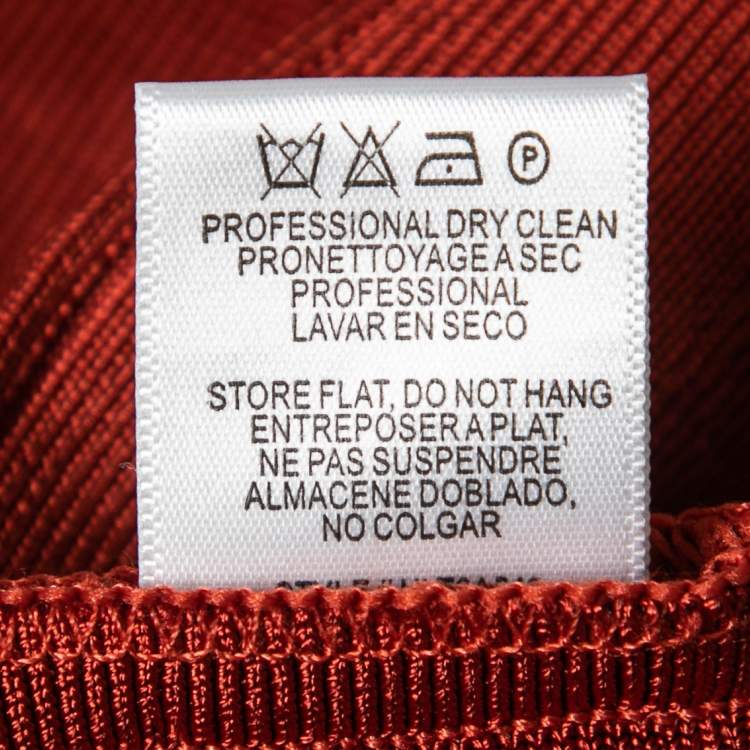 P
PROFESSIONAL DRY CLEAN
PRONETTOYAGE A SEC
PROFESSIONAL
LAVAR EN SECO
STORE FLAT, DO NOT HANG
ENTREPOSER A PLAT,
NE PAS SUSPENDRE
ALMACENE DOBLADO,
NO COLGAR